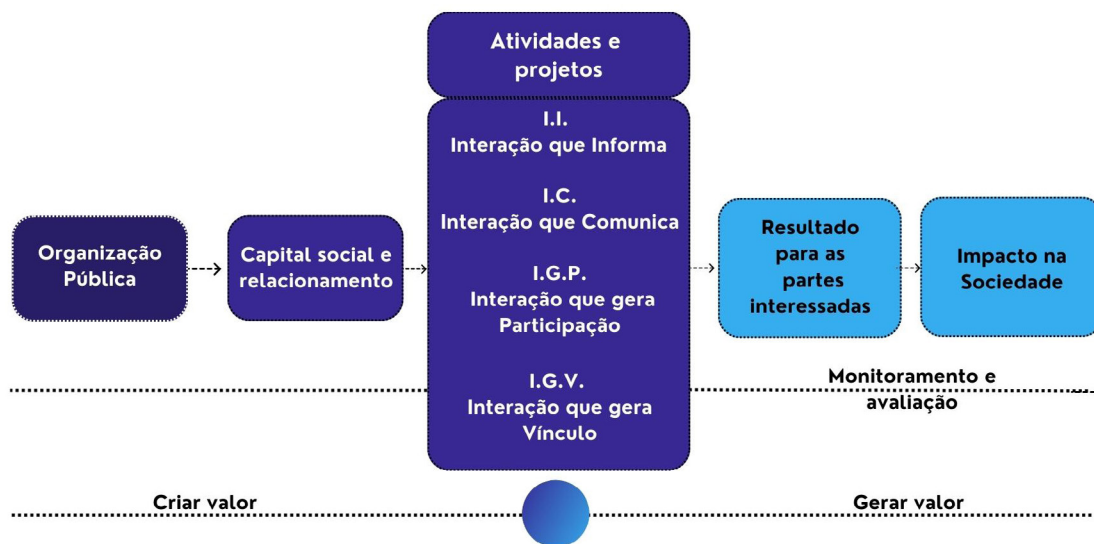 Atividades e
projetos
I.I.
Interação que Informa
I.C.
Interação que Comunica
I.G.P.
Interação que gera
Participação
I.G.V.
Interação que gera
Vínculo
Organização
Pública
Capital social e
relacionamento
Resultado
para as
partes
interessadas
Impacto na
Sociedade
Monitoramento e
avaliação
Criar valor
Gerar valor